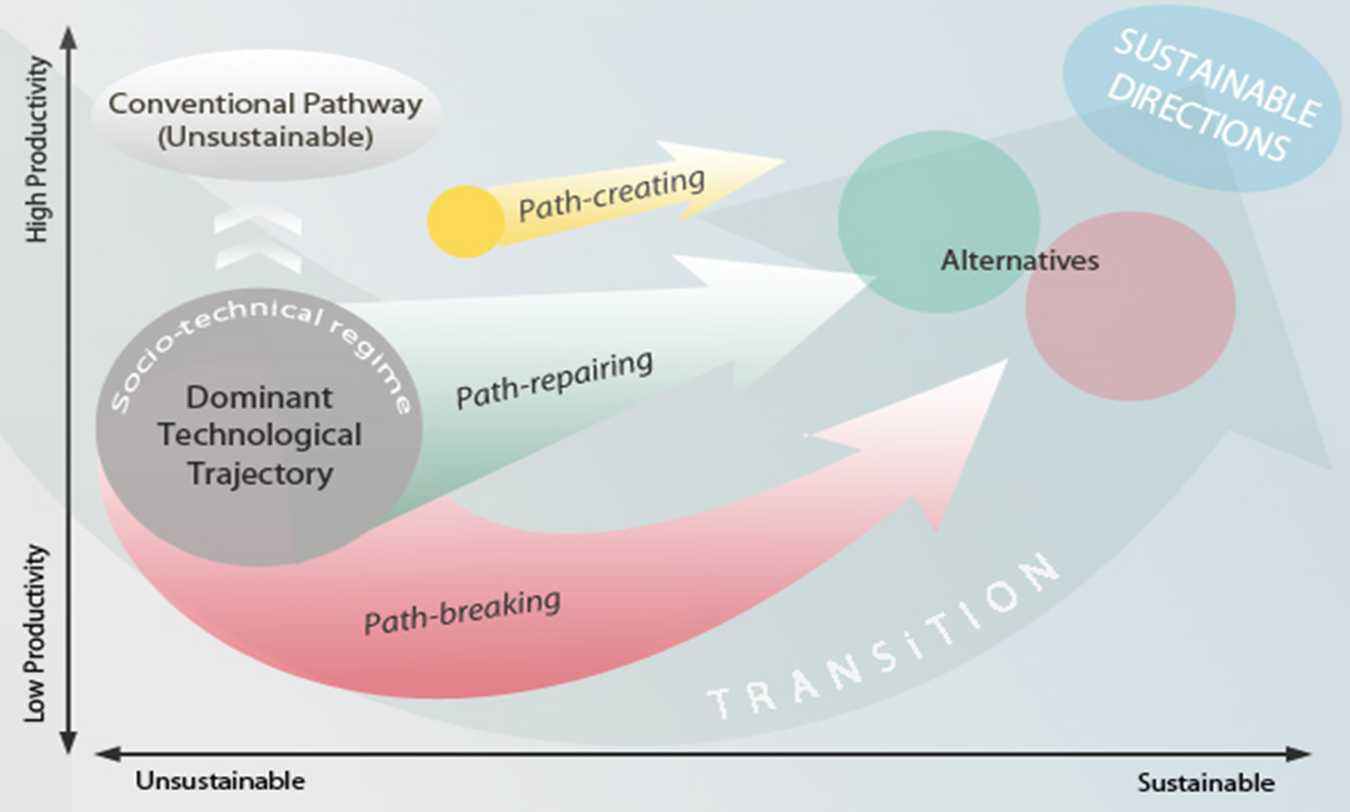 High Productivity
Low Productivity
Conventional Pathway
(Unsustainable)
SUSTAINABLE
DIRECTIONS
Path-creating
Alternatives
Socio-technical regime
Dominant
Technological
Trajectory
Path-repairing
Path-breaking
TRANSiTION
Unsustainable
Sustainable